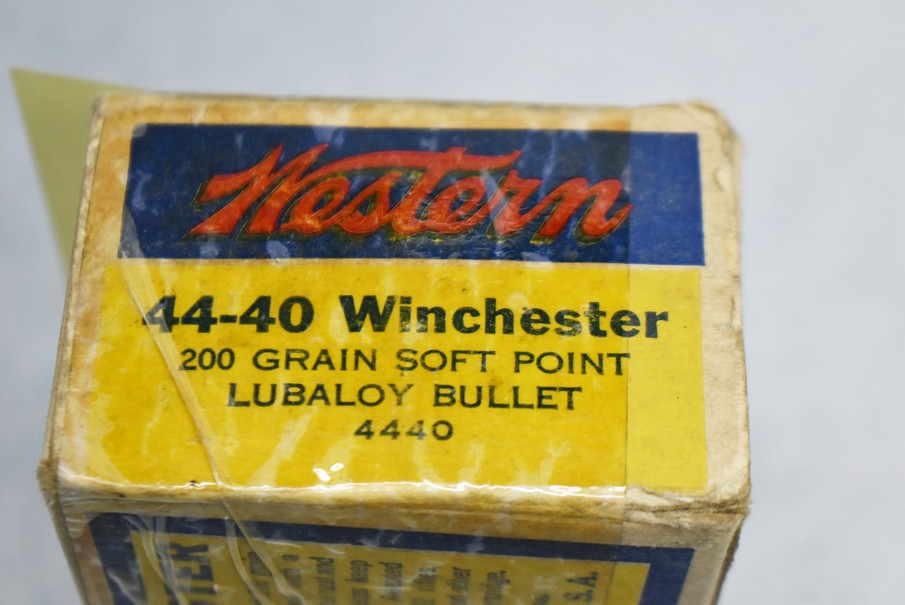 Western
44-40 Winchester
200 GRAIN SOFT POINT
LUBALOY BULLET
4440
S.A.